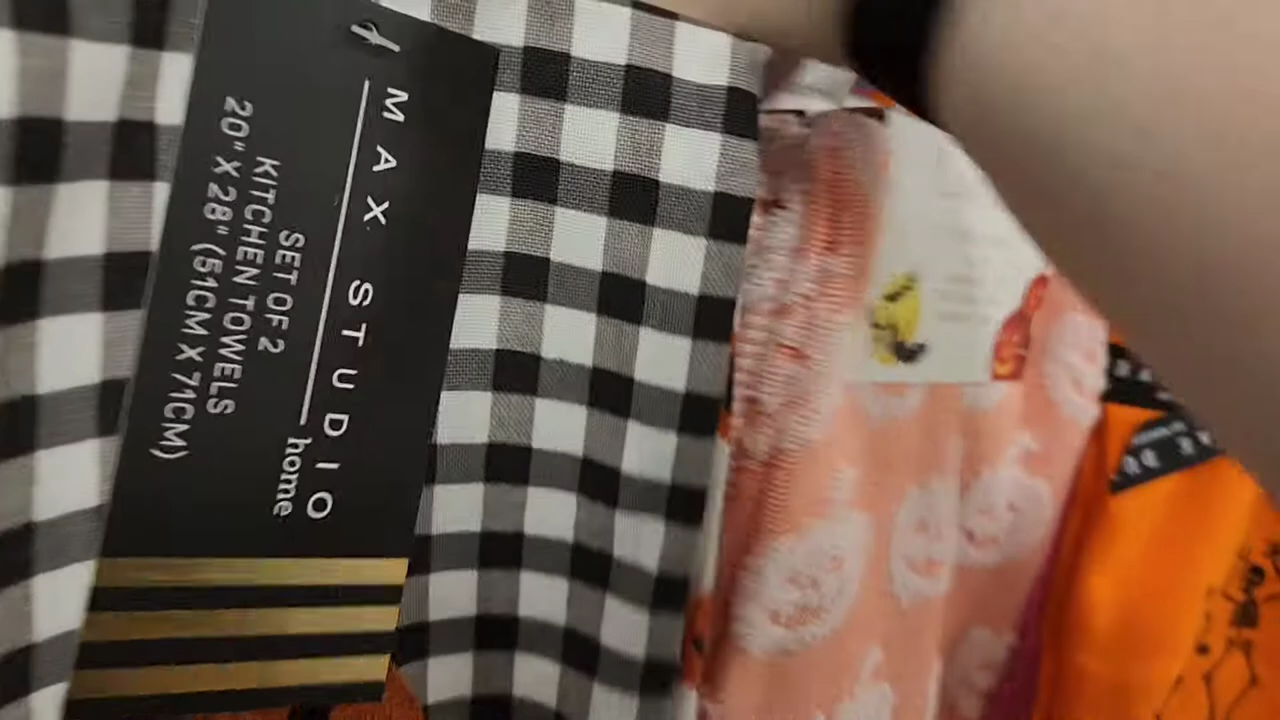 MAX STUDIO
home
SET OF 2
KITCHEN TOWELS
20" X 28" (51CM X 71CM)